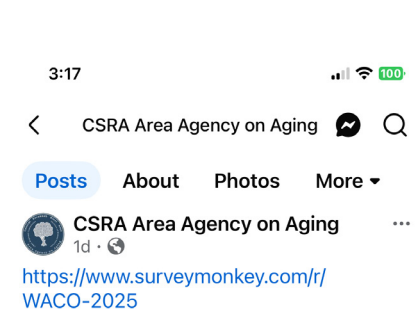 3:17
100
CSRA Area Agency on Aging
Posts About Photos More
CSRA Area Agency on Aging
1d ·
https://www.surveymonkey.com/r/
WACO-2025